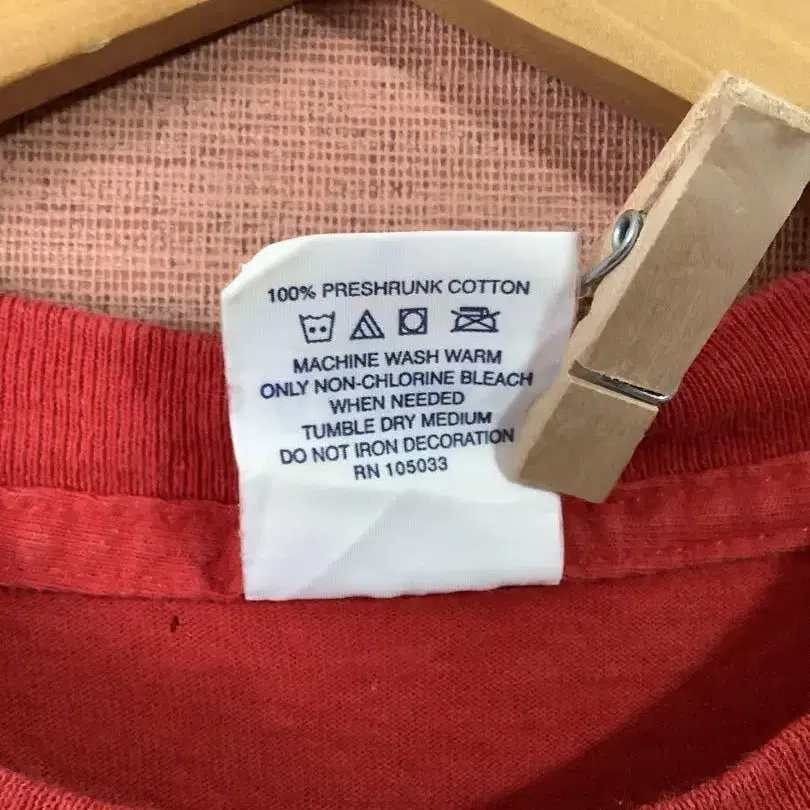 100% PRESHRUNK COTTON
MACHINE WASH WARM
ONLY NON-CHLORINE BLEACH
WHEN NEEDED
TUMBLE DRY MEDIUM
DO NOT IRON DECORATION
RN 105033